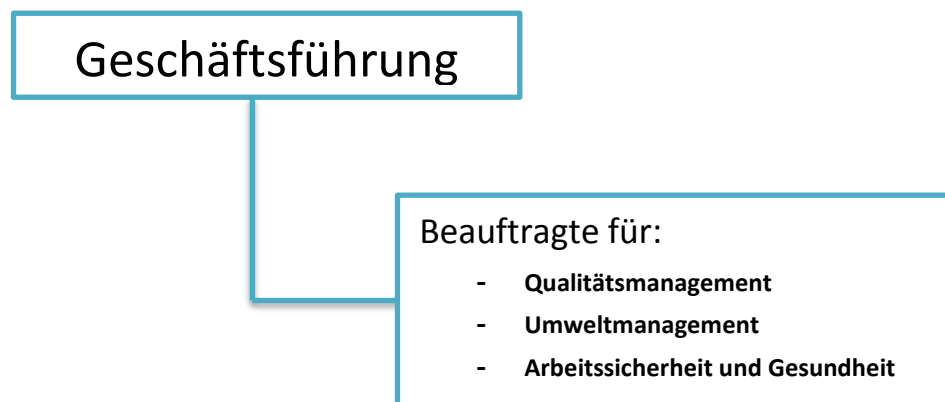 Geschäftsführung
Beauftragte für:
- Qualitätsmanagement
- Umweltmanagement
- Arbeitssicherheit und Gesundheit